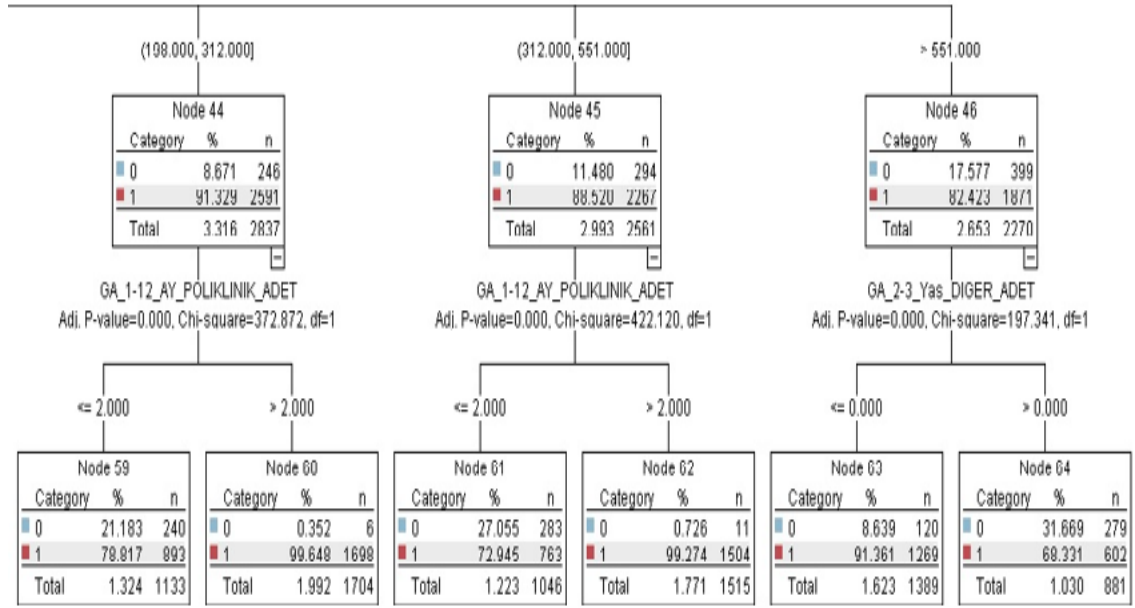 (198.000, 312.000]
(312.000, 551.000]
> 551.000
Node 44
Category % n
0 8.671 246
1 91.329 2591
Total 3.316 2837
Node 45
Category % n
0 11.480 294
1 88.520 2267
Total 2.993 2561
Node 46
Category % n
0 17.577 399
1 82.423 1871
Total 2.653 2270
GA_1-12_AY_POLIKLINIK_ADET
Adj. P-value=0.000, Chi-square=372.872, df=1
GA_1-12_AY_POLIKLINIK_ADET
Adj. P-value=0.000, Chi-square=422.120, df=1
GA_2-3_Yas_DIGER_ADET
Adj. P-value=0.000, Chi-square=197.341, df=1
<= 2.000
> 2.000
<= 2.000
> 2.000
<= 0.000
> 0.000
Node 59
Category % n
0 21.183 240
1 78.817 893
Total 1.324 1133
Node 60
Category % n
0 0.352 6
1 99.648 1698
Total 1.992 1704
Node 61
Category % n
0 27.055 283
1 72.945 763
Total 1.223 1046
Node 62
Category % n
0 0.726 11
1 99.274 1504
Total 1.771 1515
Node 63
Category % n
0 8.639 120
1 91.361 1269
Total 1.623 1389
Node 64
Category % n
0 31.669 279
1 68.331 602
Total 1.030 881